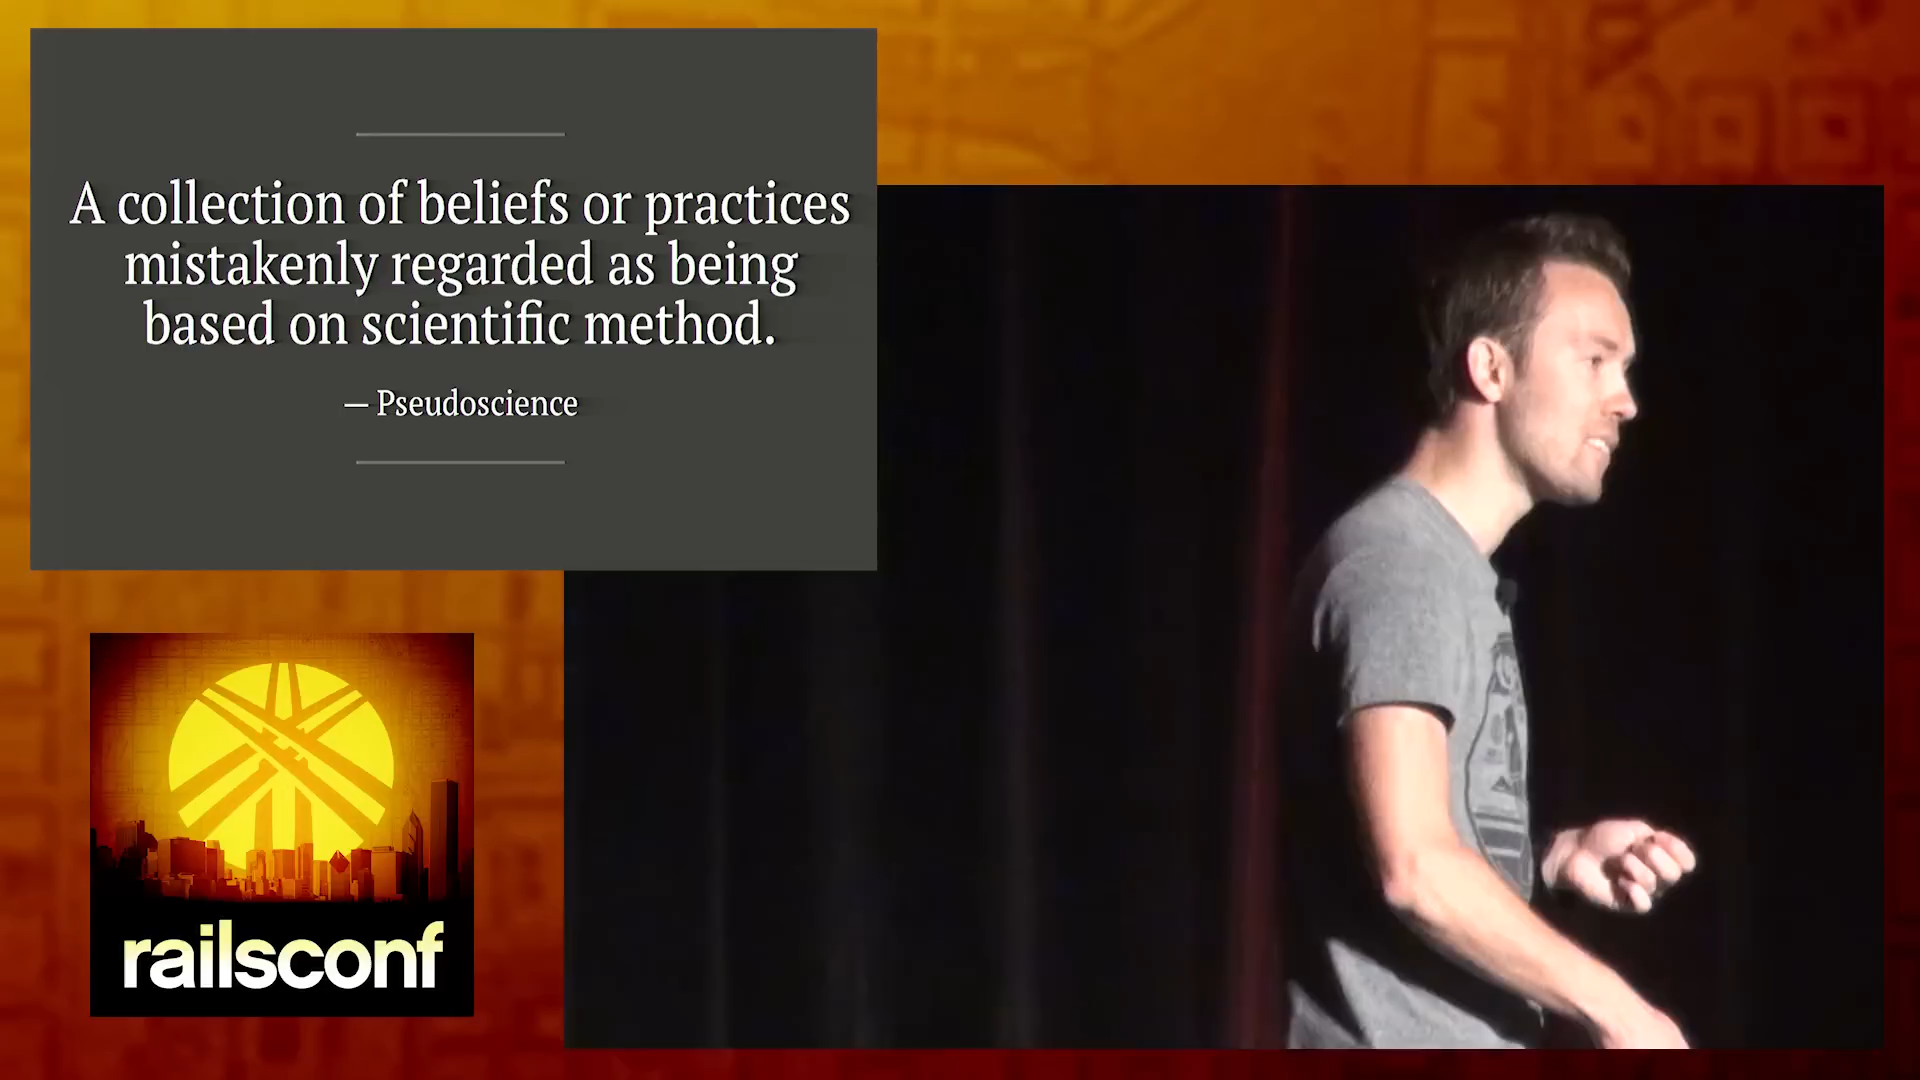 A collection of beliefs or practices
mistakenly regarded as being
based on scientific method.
— Pseudoscience
railsconf